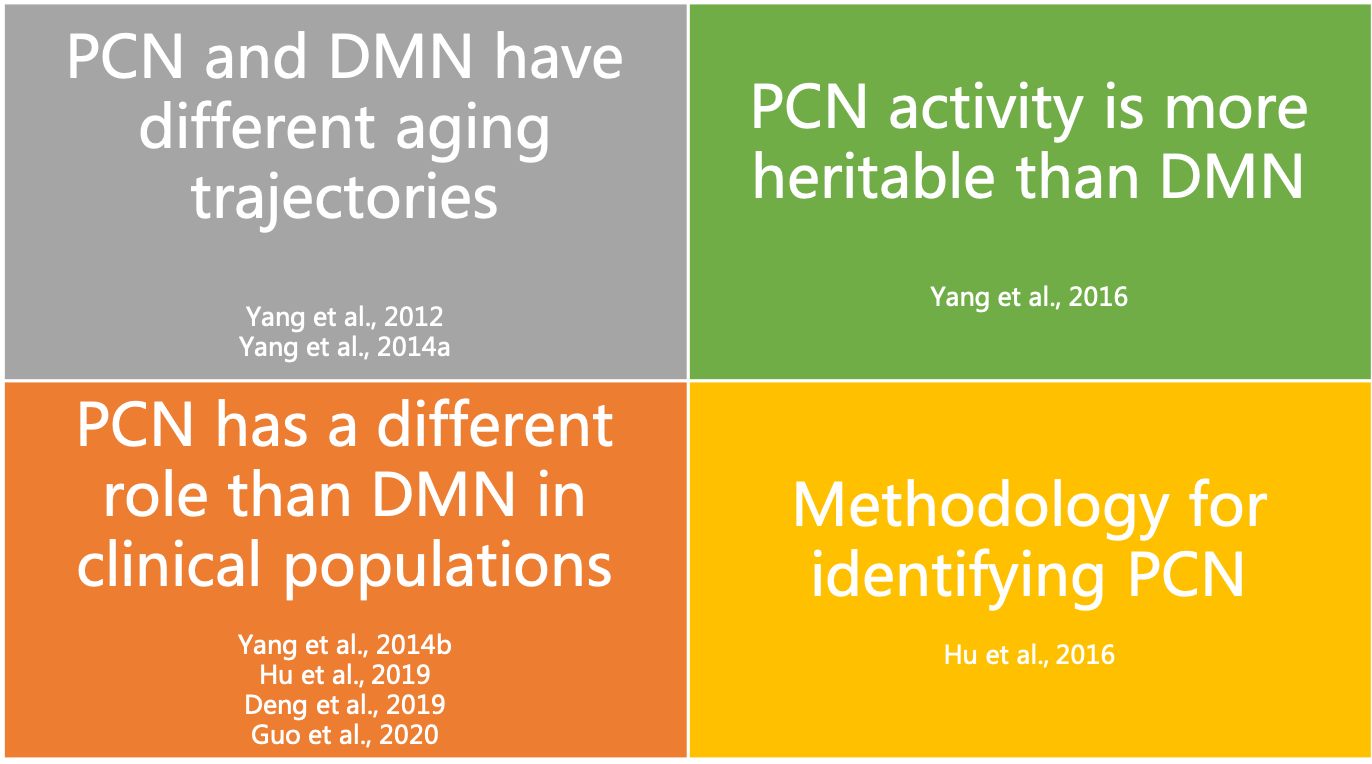 PCN and DMN have
different aging
trajectories
Yang et al., 2012
Yang et al., 2014a
PCN activity is more
heritable than DMN
Yang et al., 2016
PCN has a different
role than DMN in
clinical populations
Yang et al., 2014b
Hu et al., 2019
Deng et al., 2019
Guo et al., 2020
Methodology for
identifying PCN
Hu et al., 2016